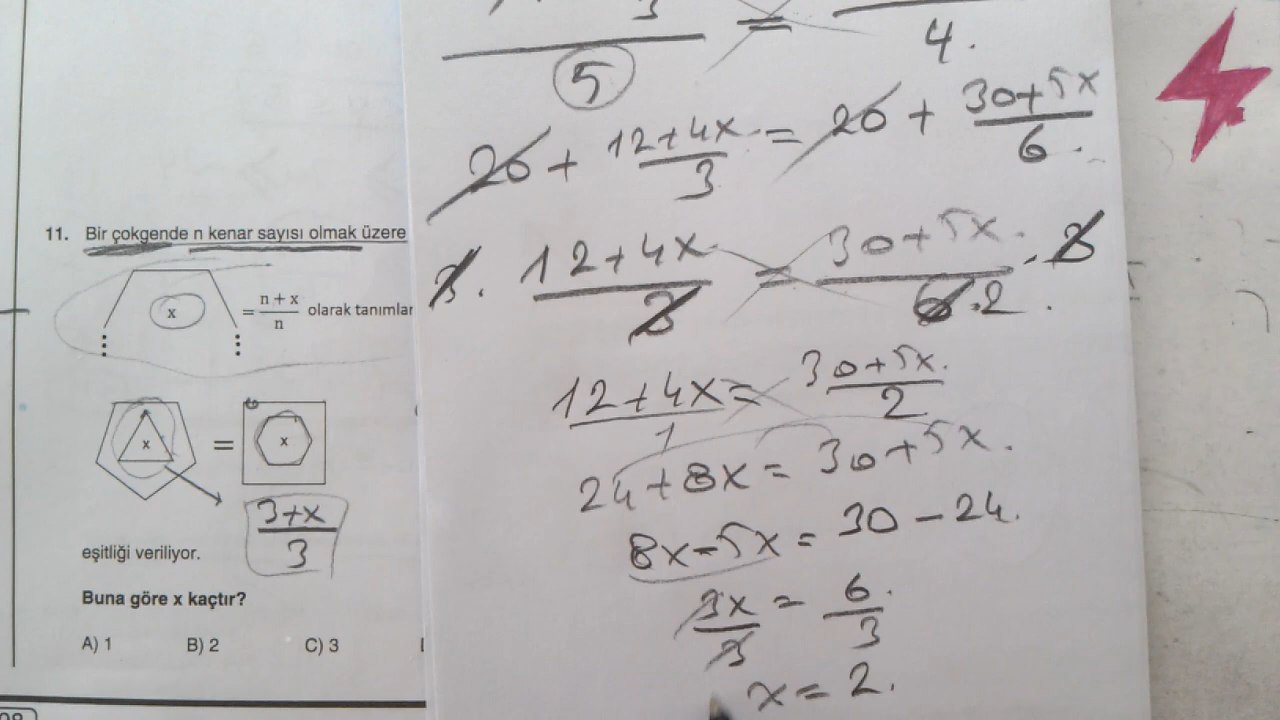 11. Bir çokgende n kenar sayısı olmak üzere
x = n + x / n olarak tanımlar
x = x
3+x / 3
eşitliği veriliyor.
Buna göre x kaçtır?
A) 1 B) 2 C) 3
3
5 = 4.
20 + 12+4x / 3 = 20 + 30+5x / 6.
3. 12+4x / 3 = 30+5x / 6.2 . 3
12+4x / 1 = 30+5x. / 2
24+8x = 30+5x.
8x-5x = 30-24.
3x / 3 = 6. / 3
x = 2.